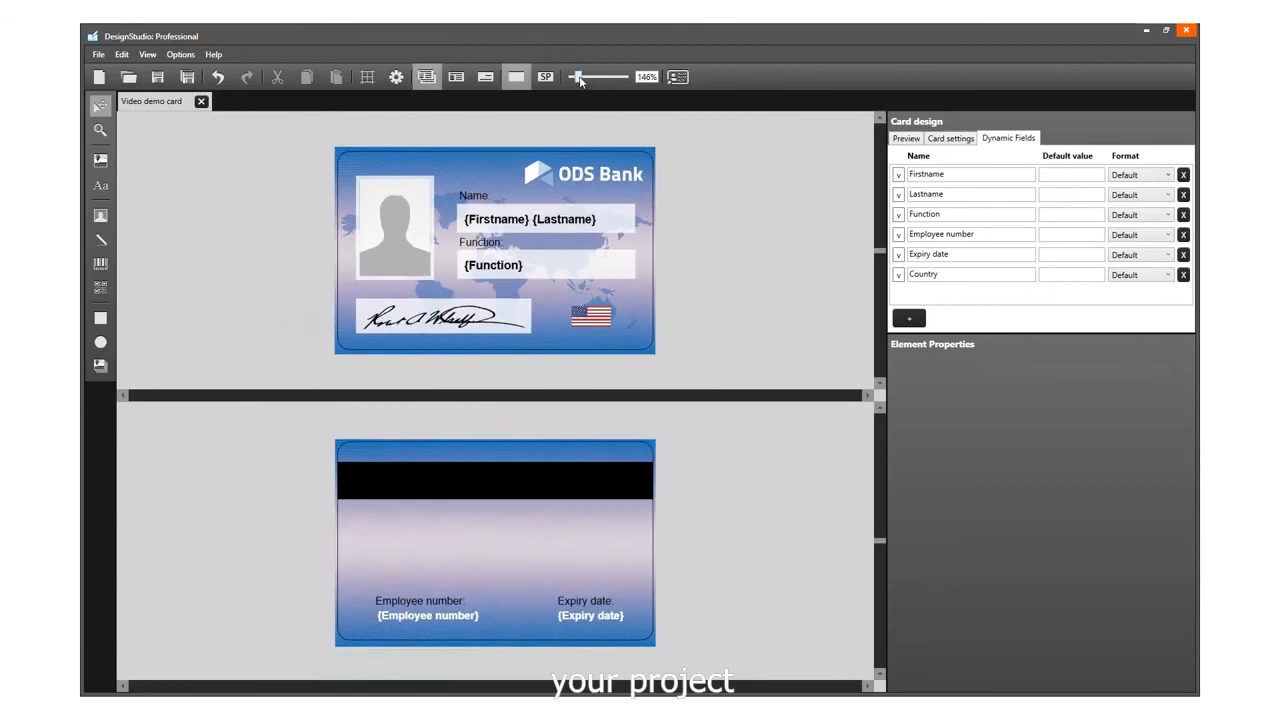 DesignStudio: Professional
File Edit View Options Help
SP 146%
Video demo card
Card design
Preview Card settings Dynamic Fields
Name Default value Format
v Firstname Default X
v Lastname Default X
v Function Default X
v Employee number Default X
v Expiry date Default X
v Country Default X
+
Element Properties
Aa
ODS Bank
Name:
{Firstname} {Lastname}
Function:
{Function}
Employee number: Expiry date:
{Employee number} {Expiry date}
your project